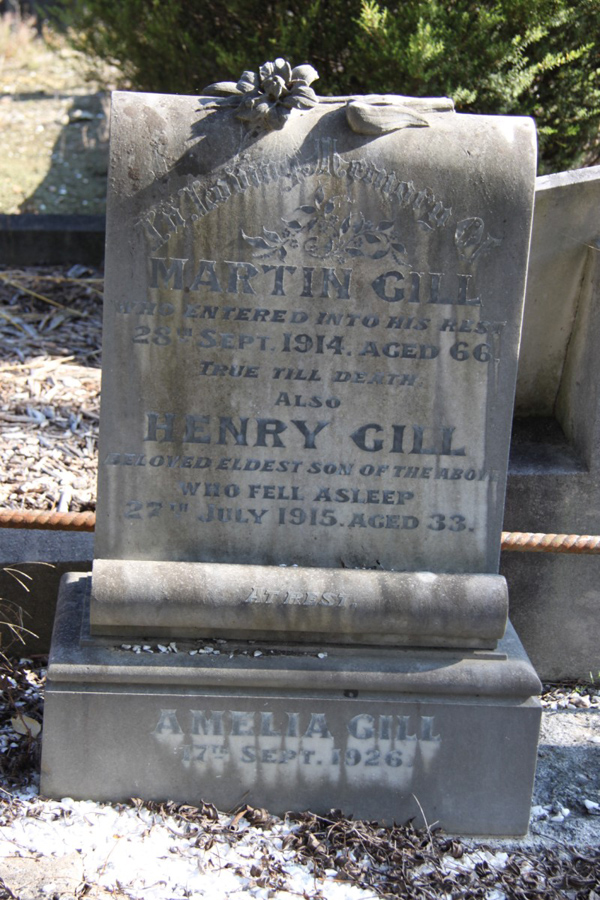 In Loving Memory Of
MARTIN GILL
WHO ENTERED INTO HIS REST
28TH SEPT. 1914. AGED 66.
TRUE TILL DEATH.
ALSO
HENRY GILL
BELOVED ELDEST SON OF THE ABOVE
WHO FELL ASLEEP
27TH JULY 1915. AGED 33.
AT REST.
AMELIA GILL
17TH SEPT. 1926.